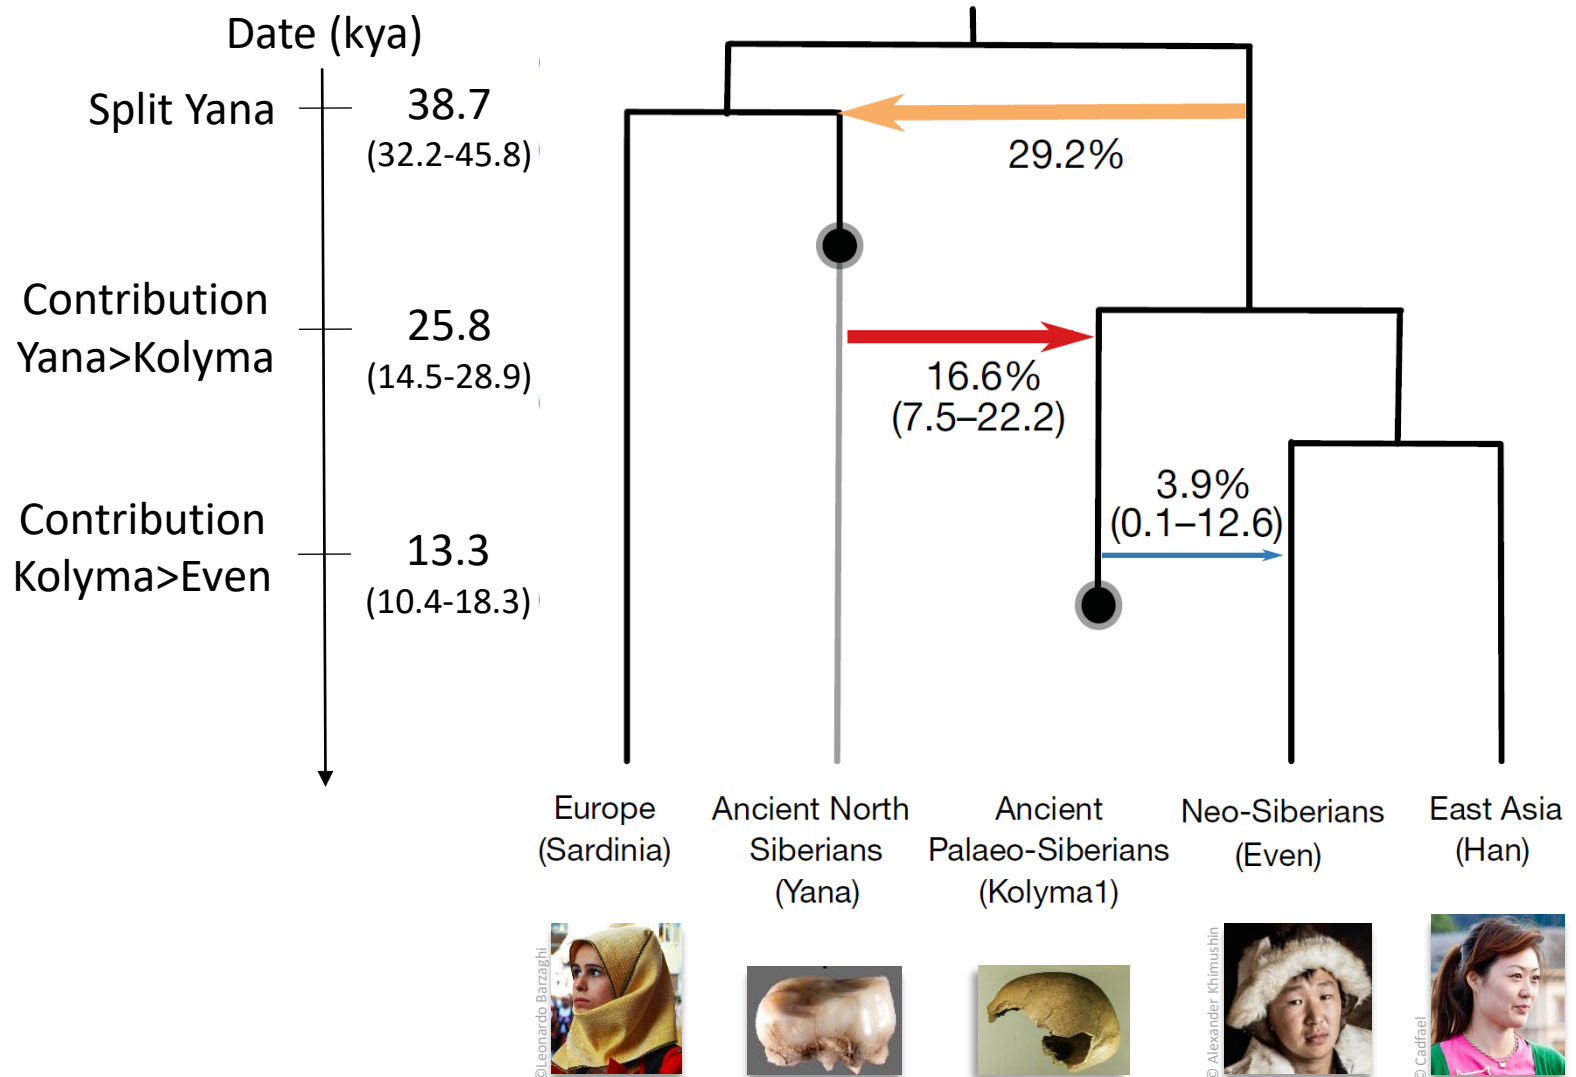 Date (kya)
Split Yana
38.7
(32.2-45.8)
29.2%
Contribution
Yana>Kolyma
25.8
(14.5-28.9)
16.6%
(7.5–22.2)
Contribution
Kolyma>Even
13.3
(10.4-18.3)
3.9%
(0.1–12.6)
Europe
(Sardinia)
Ancient North
Siberians
(Yana)
Ancient
Palaeo-Siberians
(Kolyma1)
Neo-Siberians
(Even)
East Asia
(Han)
©Leonardo Barzaghi
© Alexander Khimushin
© Cadfael